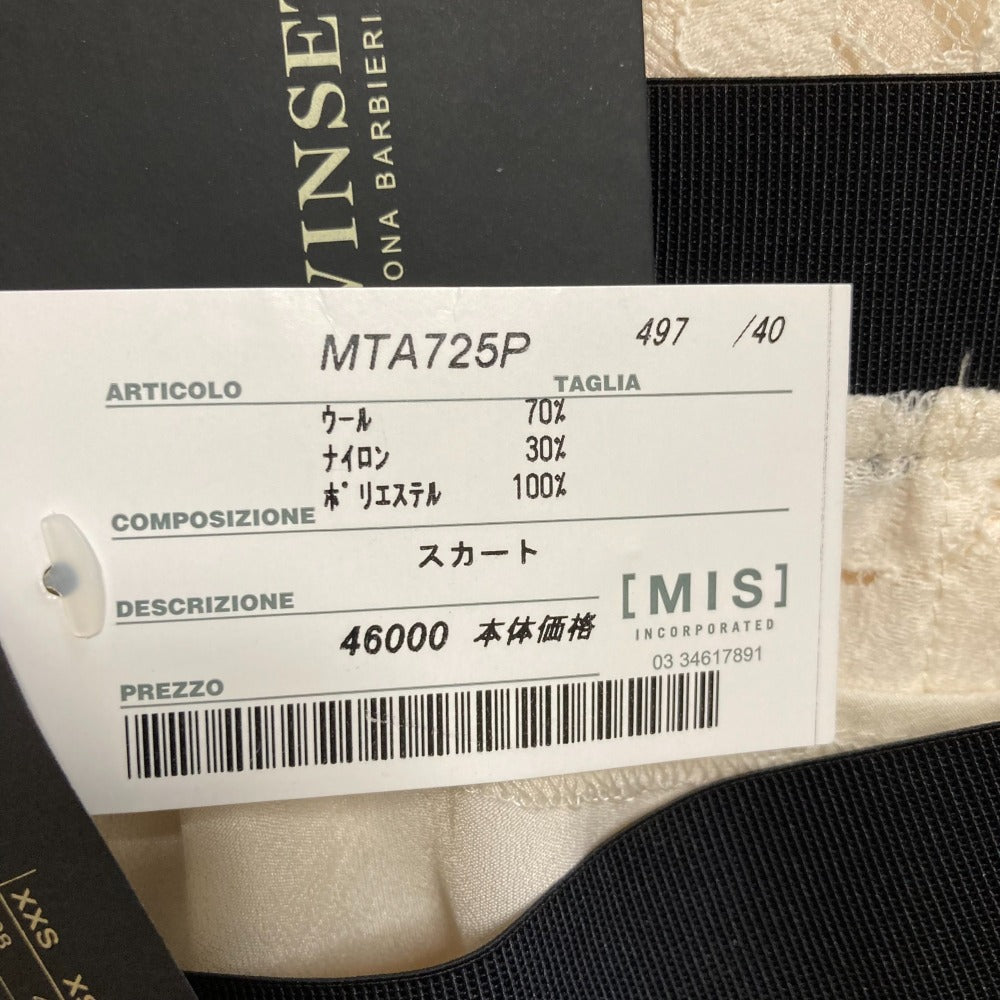 VINSET
ONA BARBIERI
ARTICOLO MTA725P TAGLIA 497 /40
ウール 70%
ナイロン 30%
ポリエステル 100%
COMPOSIZIONE
スカート
DESCRIZIONE
46000 本体価格
PREZZO
[MIS]
INCORPORATED
03 34617891
XXS